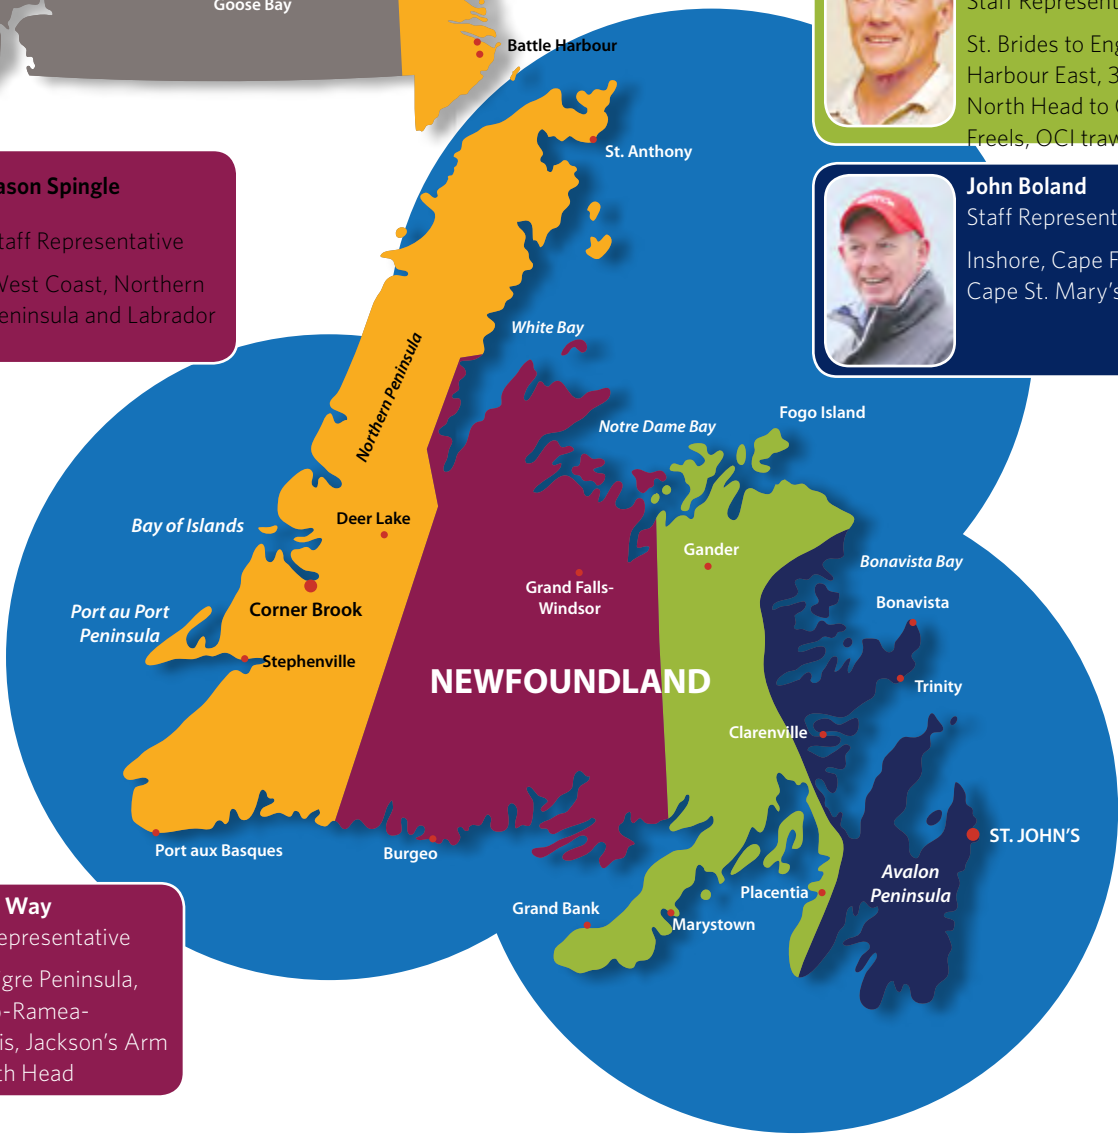 Goose Bay
Battle Harbour
Staff Represent
St. Brides to Eng
Harbour East, 3
North Head to
Freels, OCI traw
St. Anthony
ason Spingle
taff Representative
West Coast, Northern
eninsula and Labrador
John Boland
Staff Represent
Inshore, Cape F
Cape St. Mary's
White Bay
Northern Peninsula
Notre Dame Bay
Fogo Island
Bay of Islands
Deer Lake
Gander
Bonavista Bay
Grand Falls-
Windsor
Bonavista
Corner Brook
Port au Port
Peninsula
Stephenville
NEWFOUNDLAND
Trinity
Clarenville
ST. JOHN'S
Port aux Basques
Burgeo
Avalon
Peninsula
Placentia
Grand Bank
Marystown
Way
epresentative
gre Peninsula,
o-Ramea-
is, Jackson's Arm
th Head